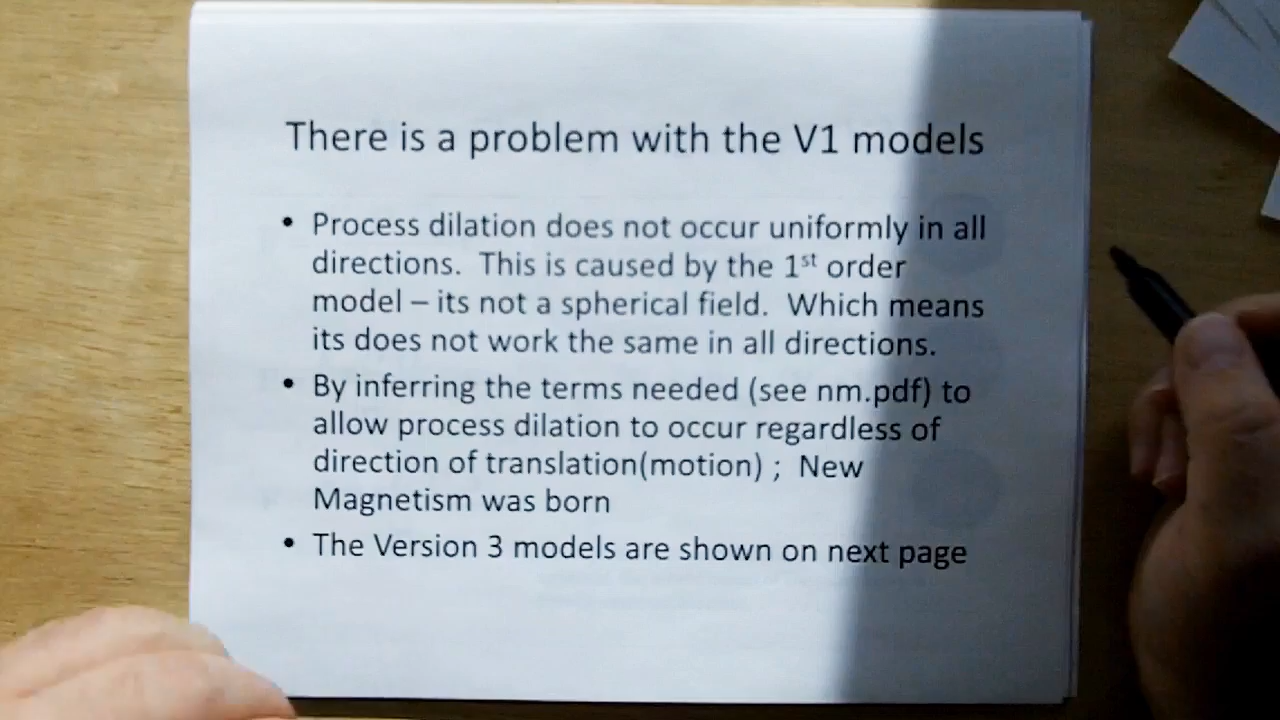 There is a problem with the V1 models
• Process dilation does not occur uniformly in all
directions. This is caused by the 1st order
model – its not a spherical field. Which means
its does not work the same in all directions.
• By inferring the terms needed (see nm.pdf) to
allow process dilation to occur regardless of
direction of translation(motion) ; New
Magnetism was born
• The Version 3 models are shown on next page